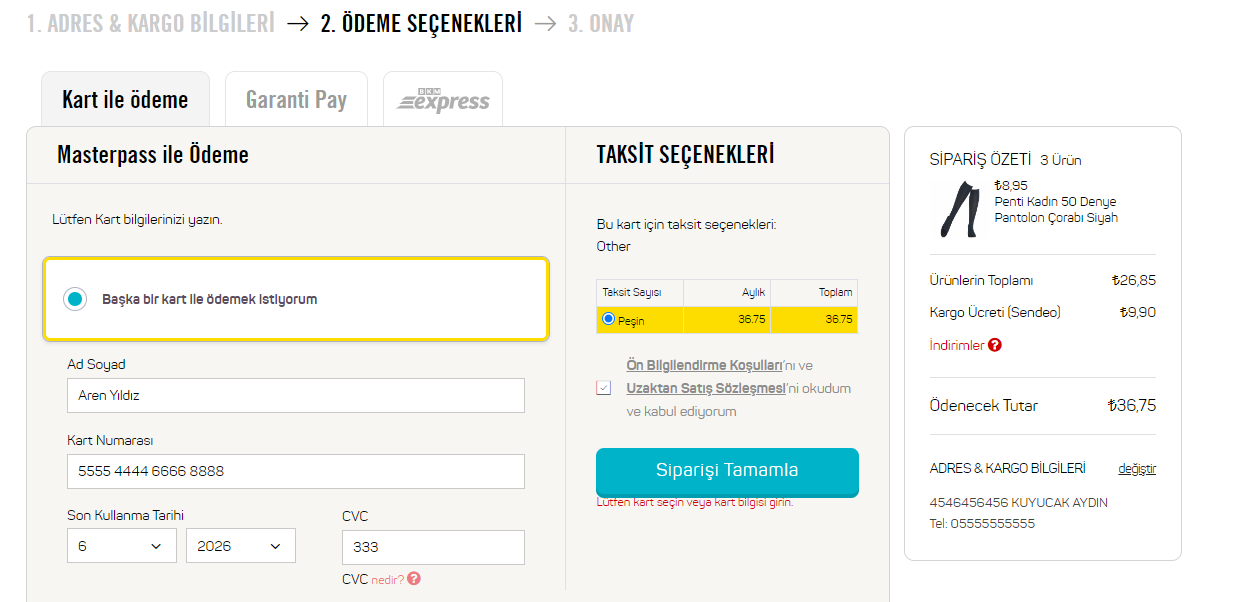 1. ADRES & KARGO BİLGİLERİ → 2. ÖDEME SEÇENEKLERİ → 3. ONAY
Kart ile ödeme
Garanti Pay
BKM express
Masterpass ile Ödeme
Lütfen Kart bilgilerinizi yazın.
Başka bir kart ile ödemek istiyorum
Ad Soyad
Aren Yıldız
Kart Numarası
5555 4444 6666 8888
Son Kullanma Tarihi
6
2026
CVC
333
CVC nedir? ?
TAKSİT SEÇENEKLERİ
Bu kart için taksit seçenekleri:
Other
Taksit Sayısı Aylık Toplam
Peşin 36.75 36.75
Ön Bilgilendirme Koşulları'nı ve
Uzaktan Satış Sözleşmesi'ni okudum
ve kabul ediyorum
Siparişi Tamamla
Lütfen kart seçin veya kart bilgisi girin.
SİPARİŞ ÖZETİ 3 Ürün
₺8,95
Penti Kadın 50 Denye
Pantolon Çorabı Siyah
Ürünlerin Toplamı ₺26,85
Kargo Ücreti (Sendeo) ₺9,90
İndirimler ?
Ödenecek Tutar ₺36,75
ADRES & KARGO BİLGİLERİ değiştir
4546456456 KUYUCAK AYDIN
Tel: 05555555555